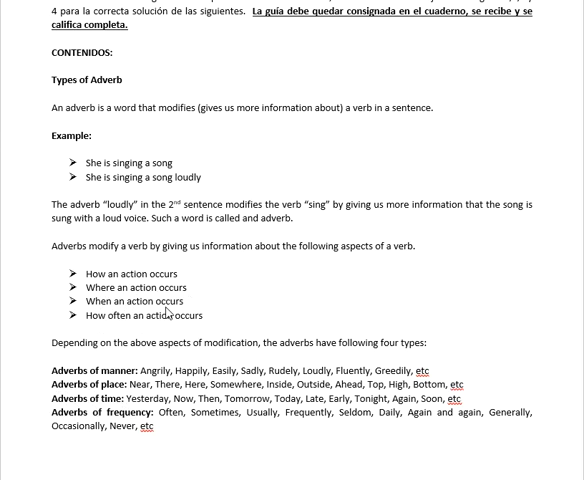 4 para la correcta solución de las siguientes. La guía debe quedar consignada en el cuaderno, se recibe y se
califica completa.
CONTENIDOS:
Types of Adverb
An adverb is a word that modifies (gives us more information about) a verb in a sentence.
Example:
➤ She is singing a song
➤ She is singing a song loudly
The adverb “loudly” in the 2nd sentence modifies the verb “sing” by giving us more information that the song is
sung with a loud voice. Such a word is called and adverb.
Adverbs modify a verb by giving us information about the following aspects of a verb.
➤ How an action occurs
➤ Where an action occurs
➤ When an action occurs
➤ How often an action occurs
Depending on the above aspects of modification, the adverbs have following four types:
Adverbs of manner: Angrily, Happily, Easily, Sadly, Rudely, Loudly, Fluently, Greedily, etc
Adverbs of place: Near, There, Here, Somewhere, Inside, Outside, Ahead, Top, High, Bottom, etc
Adverbs of time: Yesterday, Now, Then, Tomorrow, Today, Late, Early, Tonight, Again, Soon, etc
Adverbs of frequency: Often, Sometimes, Usually, Frequently, Seldom, Daily, Again and again, Generally,
Occasionally, Never, etc